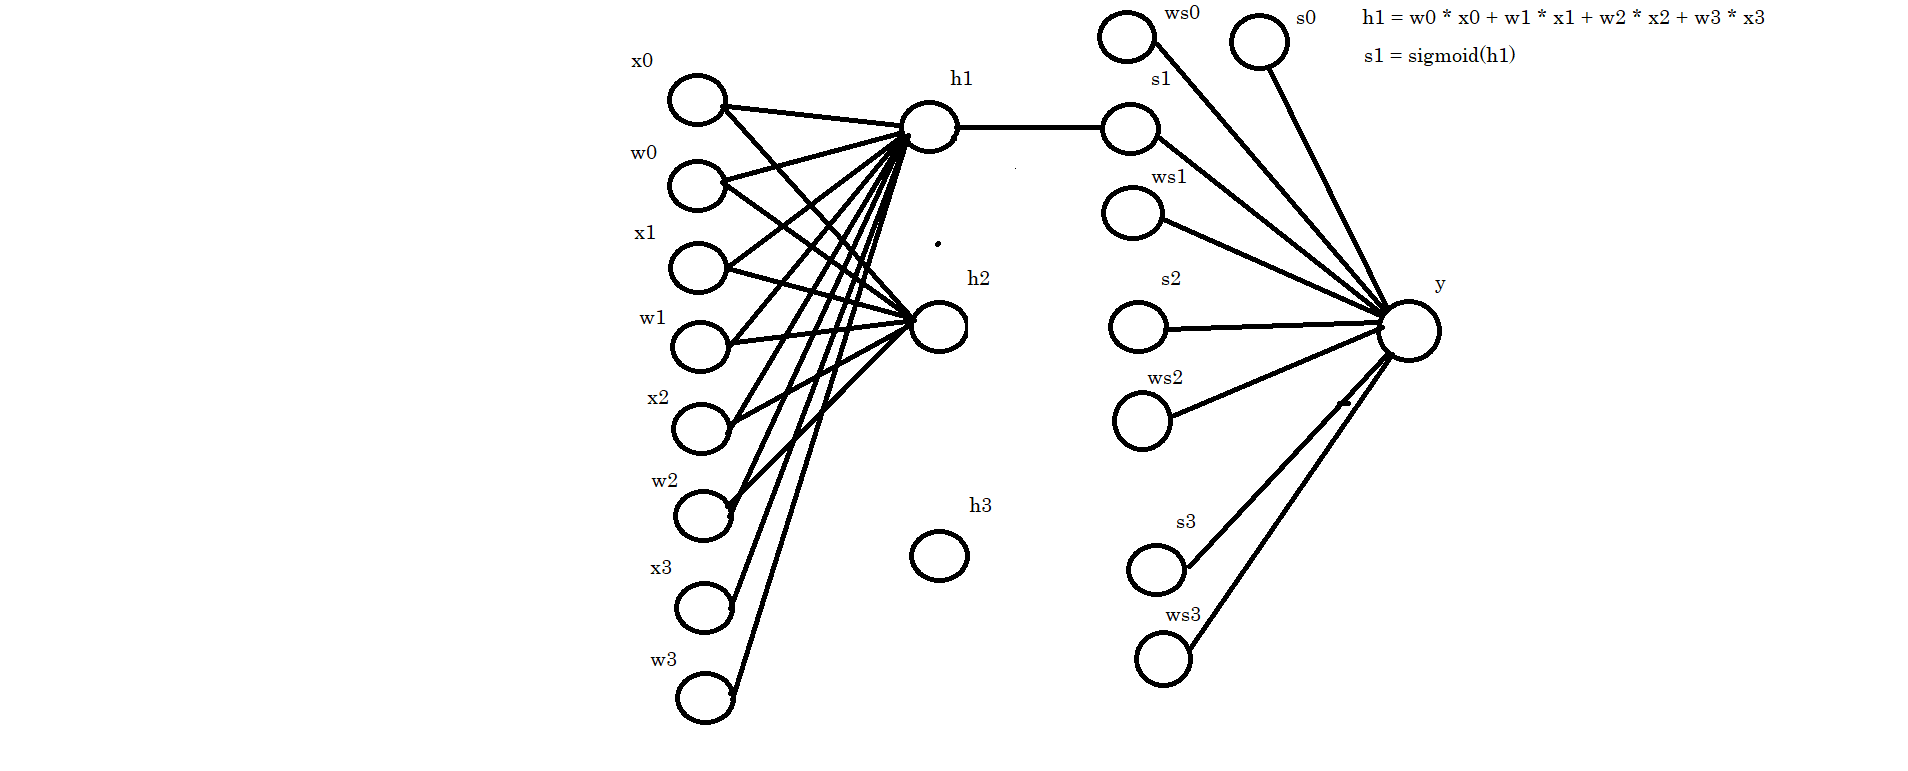 ws0
s0
h1 = w0 * x0 + w1 * x1 + w2 * x2 + w3 * x3
s1 = sigmoid(h1)
x0
h1
s1
w0
ws1
x1
h2
s2
y
w1
ws2
x2
w2
h3
s3
x3
ws3
w3